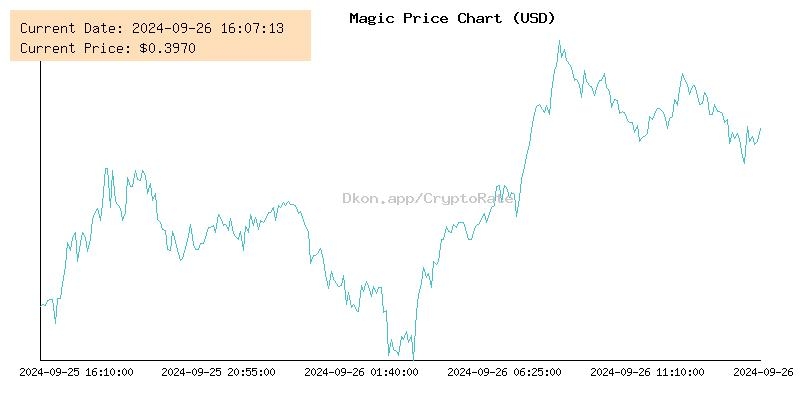 Magic Price Chart (USD)
Current Date: 2024-09-26 16:07:13
Current Price: $0.3970
Dkon.app/CryptoRate
2024-09-25 16:10:00
2024-09-25 20:55:00
2024-09-26 01:40:00
2024-09-26 06:25:00
2024-09-26 11:10:00
2024-09-26